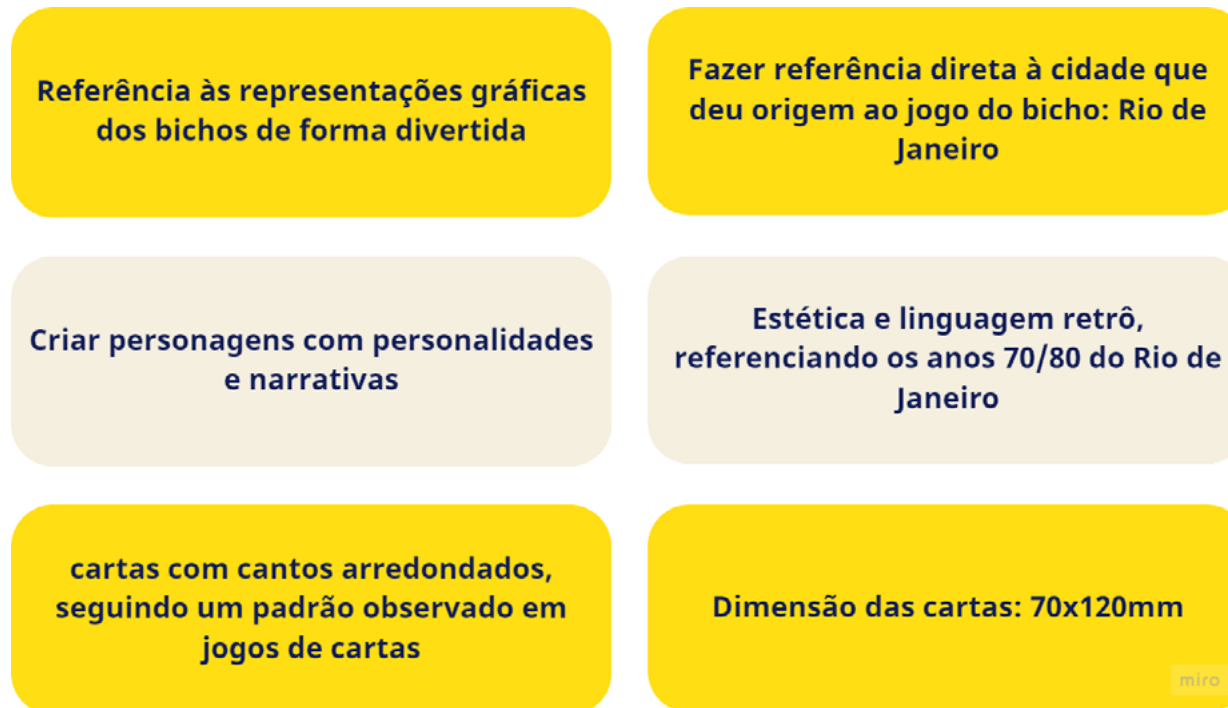 Referência às representações gráficas
dos bichos de forma divertida
Fazer referência direta à cidade que
deu origem ao jogo do bicho: Rio de
Janeiro
Criar personagens com personalidades
e narrativas
Estética e linguagem retrô,
referenciando os anos 70/80 do Rio de
Janeiro
cartas com cantos arredondados,
seguindo um padrão observado em
jogos de cartas
Dimensão das cartas: 70x120mm
miro